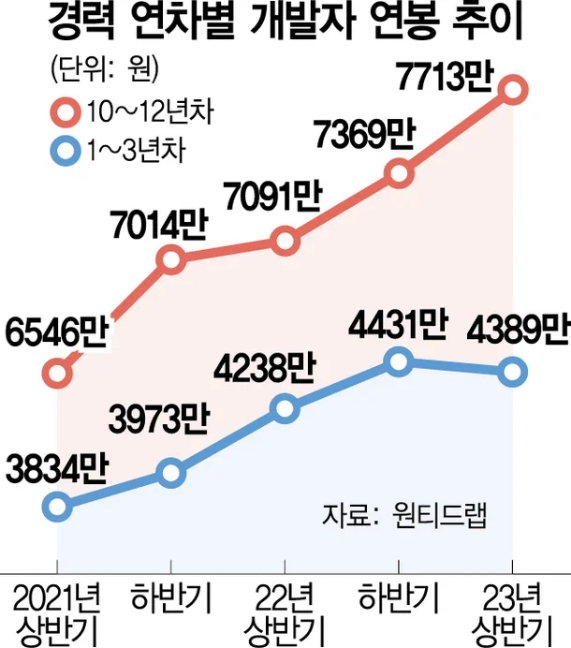 경력 연차별 개발자 연봉 추이
(단위: 원)
10~12년차
1~3년차
7713만
7369만
7091만
7014만
6546만
4431만
4389만
4238만
3973만
3834만
자료: 원티드랩
2021년 상반기
하반기
22년 상반기
하반기
23년 상반기